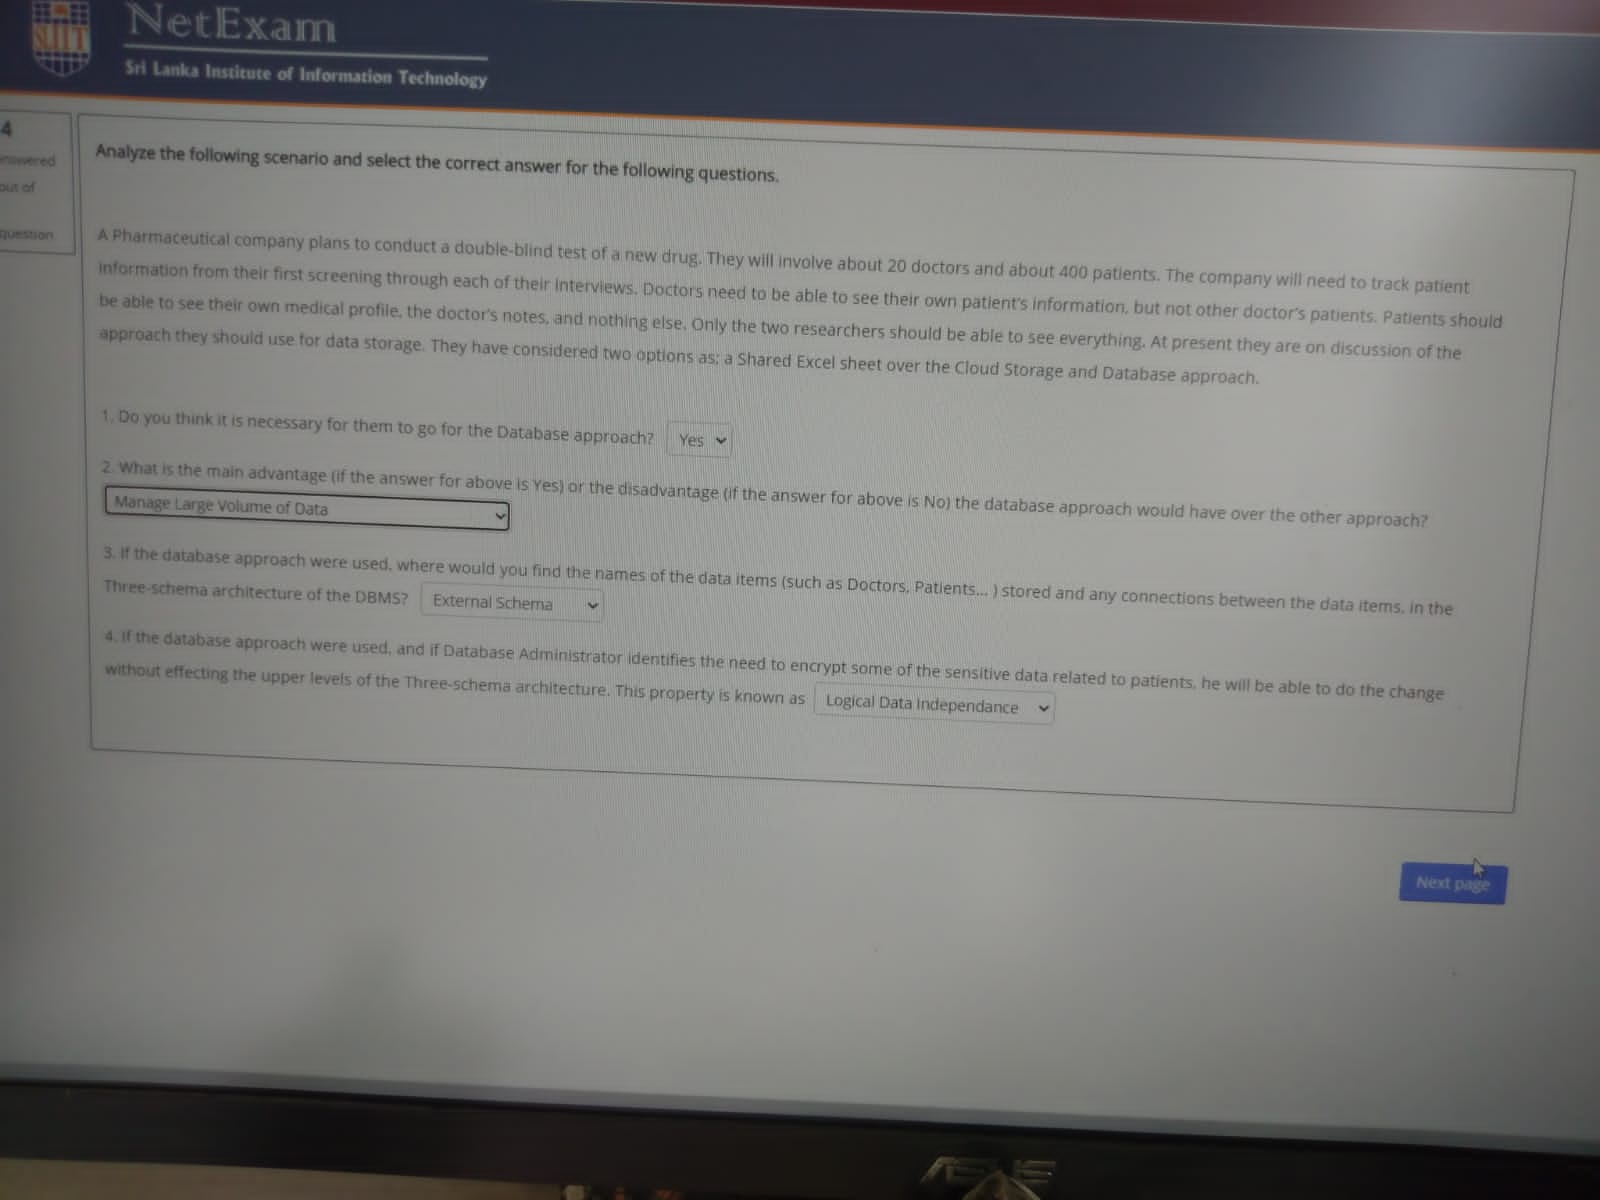 SLIIT
NetExam
Sri Lanka Institute of Information Technology
4
answered
out of
question
Analyze the following scenario and select the correct answer for the following questions.
A Pharmaceutical company plans to conduct a double-blind test of a new drug. They will involve about 20 doctors and about 400 patients. The company will need to track patient
information from their first screening through each of their interviews. Doctors need to be able to see their own patient's information, but not other doctor's patients. Patients should
be able to see their own medical profile, the doctor's notes, and nothing else. Only the two researchers should be able to see everything. At present they are on discussion of the
approach they should use for data storage. They have considered two options as; a Shared Excel sheet over the Cloud Storage and Database approach.
1. Do you think it is necessary for them to go for the Database approach? Yes
2. What is the main advantage (if the answer for above is Yes) or the disadvantage (if the answer for above is No) the database approach would have over the other approach?
Manage Large Volume of Data
3. If the database approach were used, where would you find the names of the data items (such as Doctors, Patients... ) stored and any connections between the data items, in the
Three-schema architecture of the DBMS? External Schema
4. If the database approach were used, and if Database Administrator identifies the need to encrypt some of the sensitive data related to patients, he will be able to do the change
without effecting the upper levels of the Three-schema architecture. This property is known as Logical Data Independance
Next page
ASUS